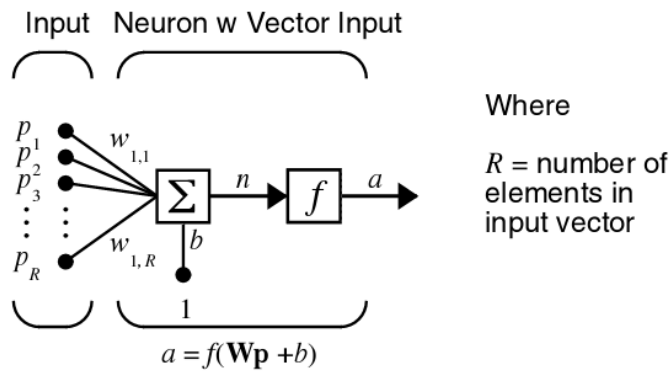 Input
Neuron w Vector Input
p1
p2
p3
pR
w1,1
w1,R
Σ
n
f
a
b
1
a = f(Wp +b)
Where
R = number of
elements in
input vector